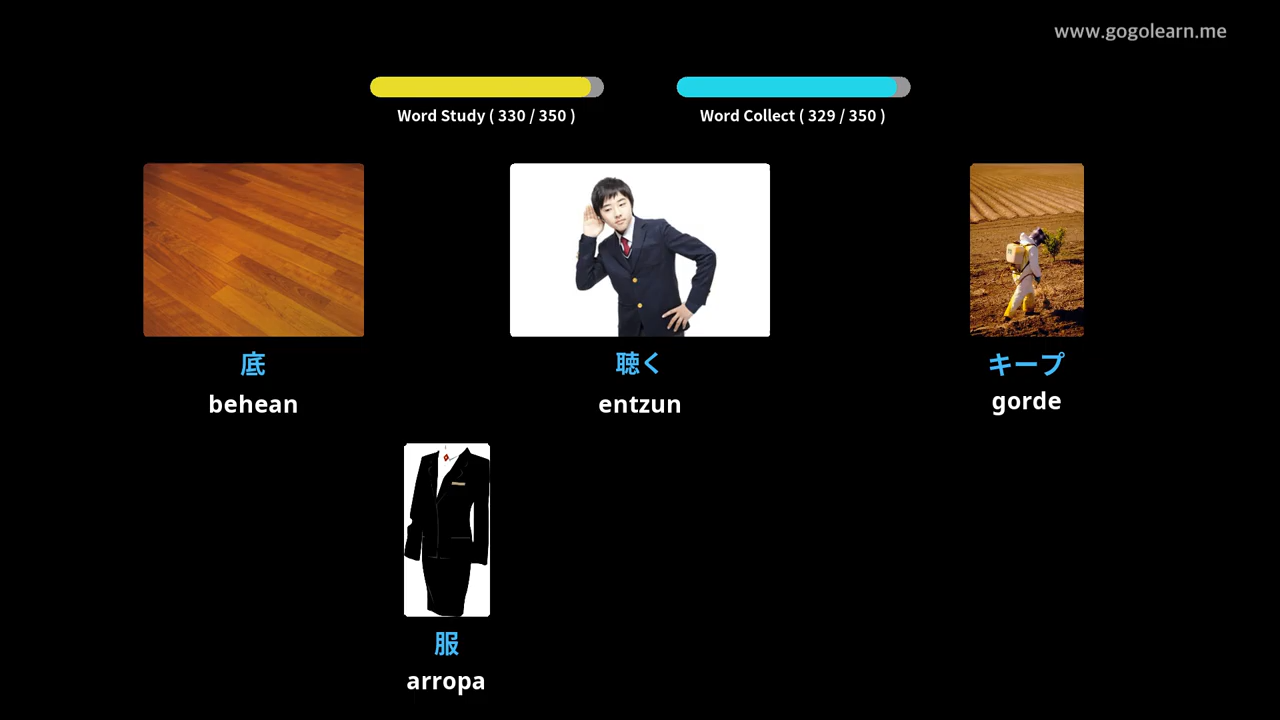 www.gogolearn.me
Word Study ( 330 / 350 )
Word Collect ( 329 / 350 )
底
聴く
キープ
behean
entzun
gorde
服
arropa